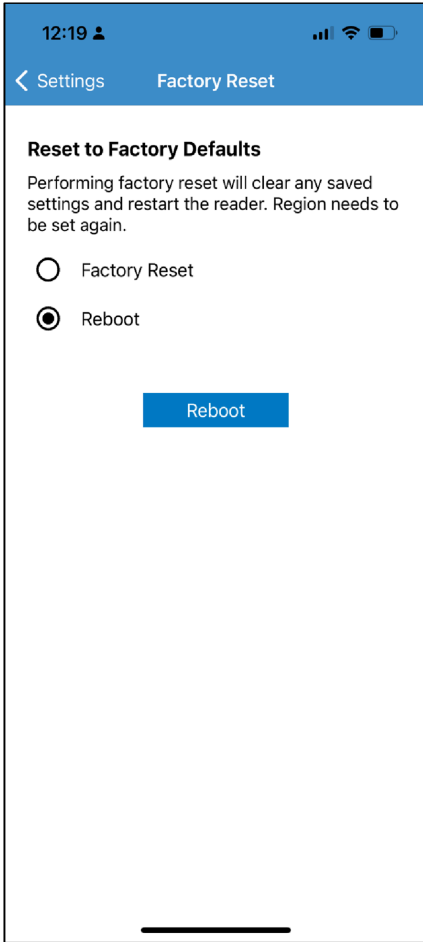 12:19
Settings
Factory Reset
Reset to Factory Defaults
Performing factory reset will clear any saved
settings and restart the reader. Region needs to
be set again.
Factory Reset
Reboot
Reboot